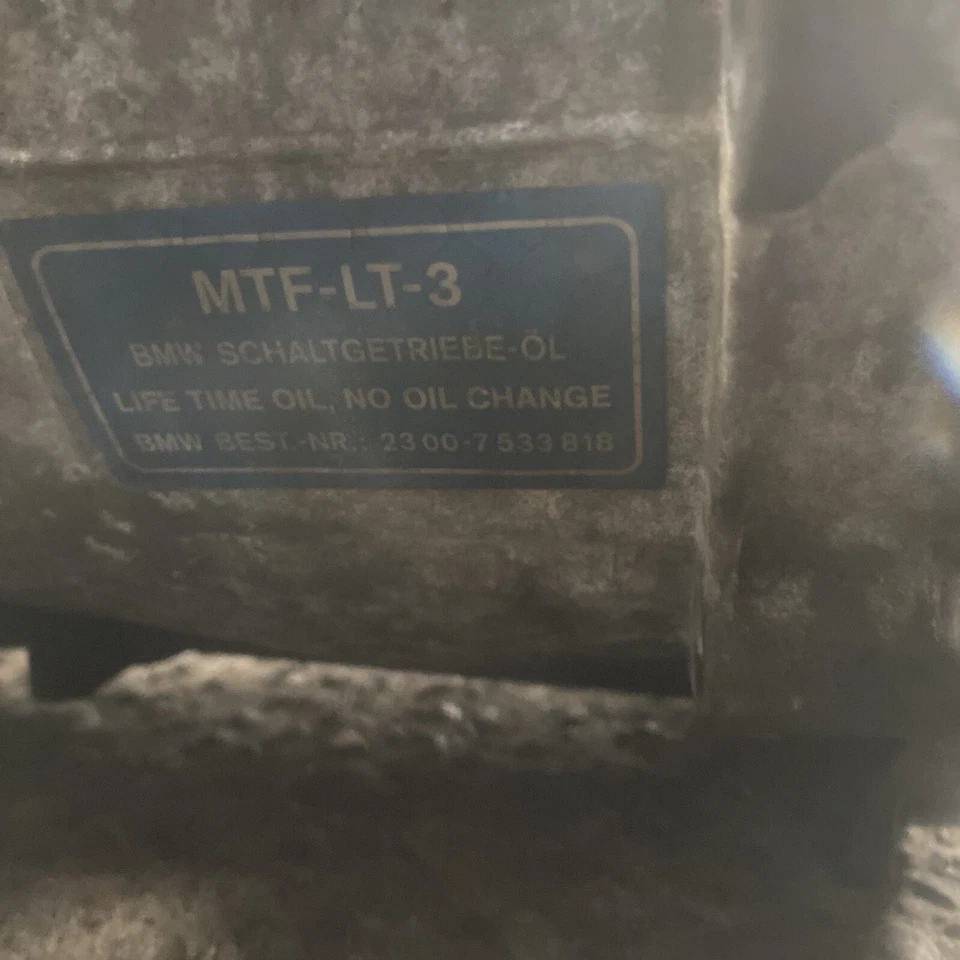 MTF-LT-3
BMW SCHALTGETRIEBE-ÖL
LIFE TIME OIL, NO OIL CHANGE
BMW BEST.-NR.: 23 00-7 533 818